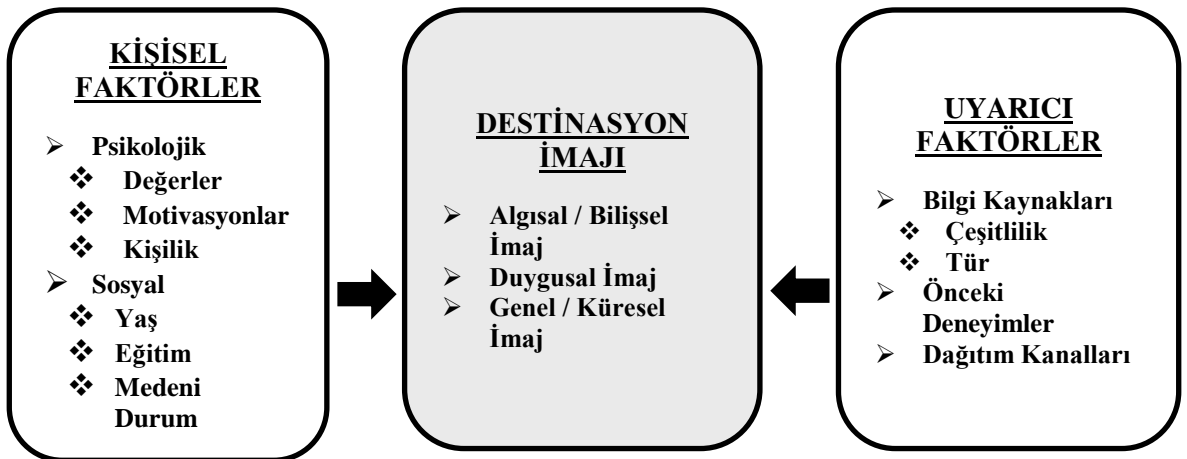 KİŞİSEL
FAKTÖRLER
➢ Psikolojik
❖ Değerler
❖ Motivasyonlar
❖ Kişilik
➢ Sosyal
❖ Yaş
❖ Eğitim
❖ Medeni
Durum
DESTİNASYON
İMAJI
➢ Algısal / Bilişsel
İmaj
➢ Duygusal İmaj
➢ Genel / Küresel
İmaj
UYARICI
FAKTÖRLER
➢ Bilgi Kaynakları
❖ Çeşitlilik
❖ Tür
➢ Önceki
Deneyimler
➢ Dağıtım Kanalları